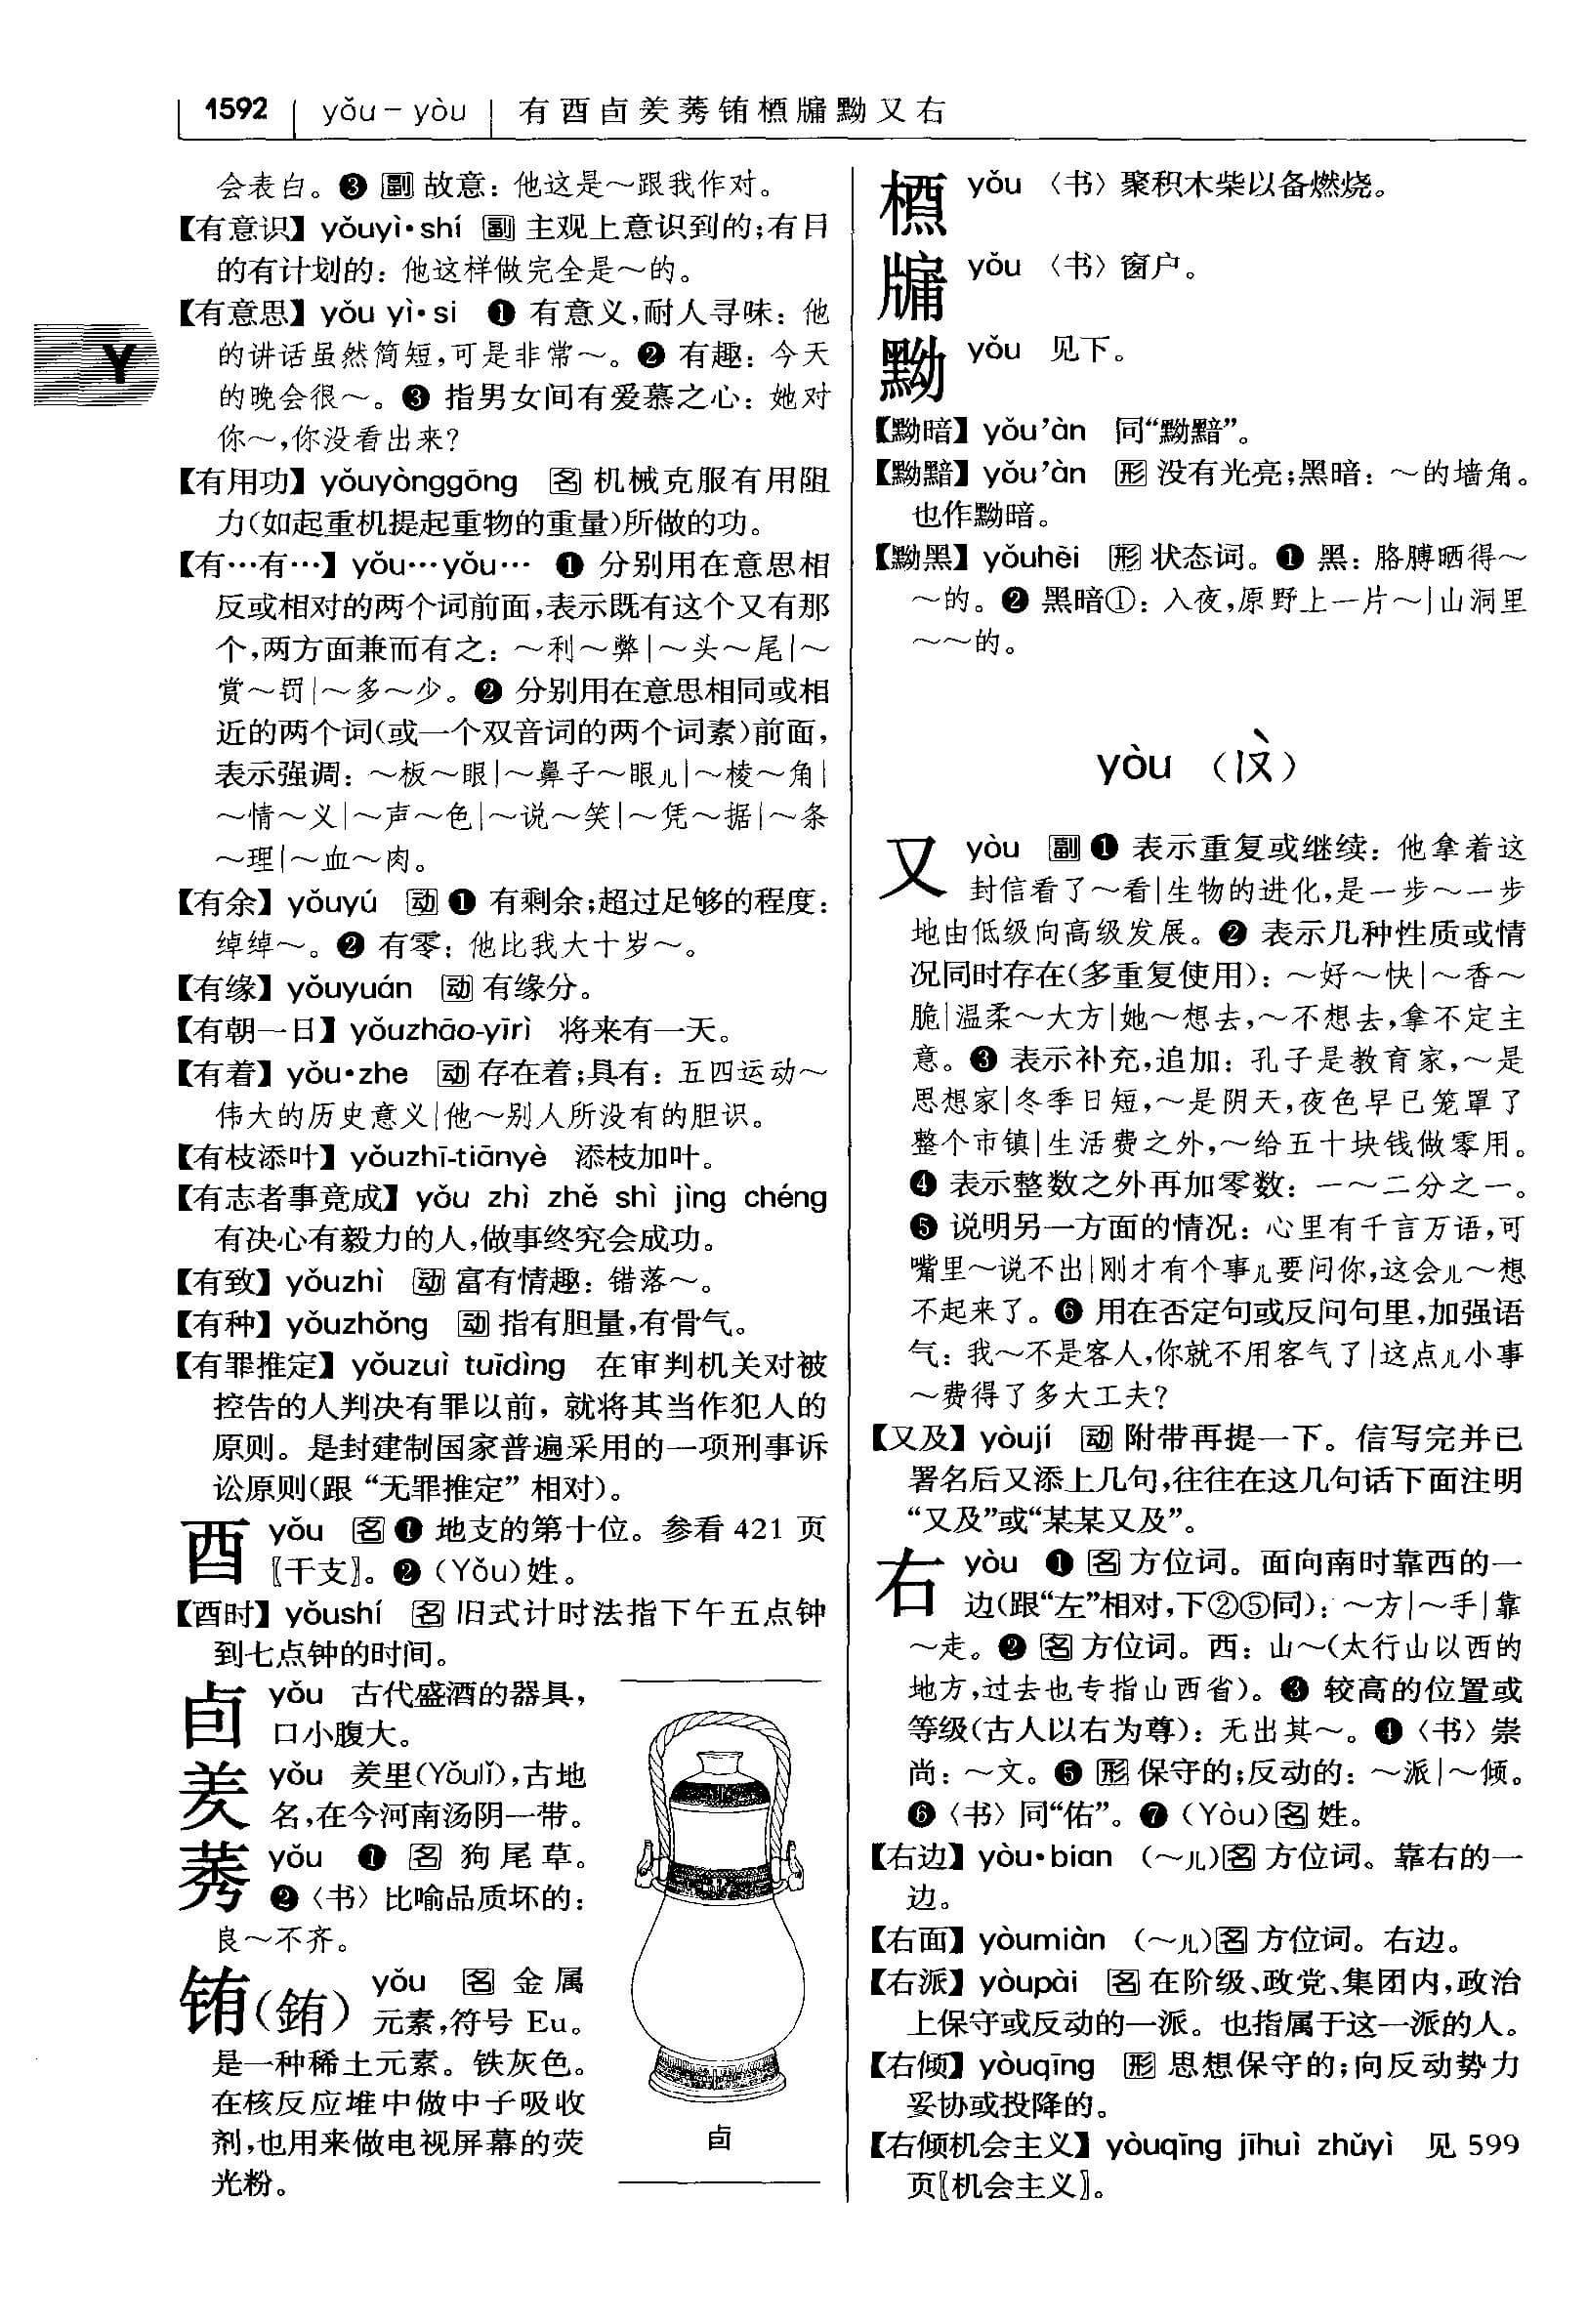 1592 yǒu－yòu 有酉卣羑莠铕槱牖黝又右
Y
会表白。❸ 副 故意：他这是～跟我作对。
【有意识】yǒuyì·shí 副 主观上意识到的；有目
的有计划的：他这样做完全是～的。
【有意思】yǒu yì·si ❶ 有意义，耐人寻味：他
的讲话虽然简短，可是非常～。❷ 有趣：今天
的晚会很～。❸ 指男女间有爱慕之心：她对
你～，你没看出来？
【有用功】yǒuyònggōng 名 机械克服有用阻
力（如起重机提起重物的重量）所做的功。
【有…有…】yǒu…yǒu… ❶ 分别用在意思相
反或相对的两个词前面，表示既有这个又有那
个，两方面兼而有之：～利～弊｜～头～尾｜～
赏～罚｜～多～少。❷ 分别用在意思相同或相
近的两个词（或一个双音词的两个词素）前面，
表示强调：～板～眼｜～鼻子～眼儿｜～棱～角｜
～情～义｜～声～色｜～说～笑｜～凭～据｜～条
～理｜～血～肉。
【有余】yǒuyú 动 ❶ 有剩余；超过足够的程度：
绰绰～。❷ 有零：他比我大十岁～。
【有缘】yǒuyuán 动 有缘分。
【有朝一日】yǒuzhāo-yīrì 将来有一天。
【有着】yǒu·zhe 动 存在着；具有：五四运动～
伟大的历史意义｜他～别人所没有的胆识。
【有枝添叶】yǒuzhī-tiānyè 添枝加叶。
【有志者事竟成】yǒu zhì zhě shì jìng chéng
有决心有毅力的人，做事终究会成功。
【有致】yǒuzhì 动 富有情趣：错落～。
【有种】yǒuzhǒng 动 指有胆量，有骨气。
【有罪推定】yǒuzuì tuīdìng 在审判机关对被
控告的人判决有罪以前，就将其当作犯人的
原则。是封建制国家普遍采用的一项刑事诉
讼原则（跟“无罪推定”相对）。
酉 yǒu 名 ❶ 地支的第十位。参看 421 页
〖干支〗。❷（Yǒu）姓。
【酉时】yǒushí 名 旧式计时法指下午五点钟
到七点钟的时间。
卣 yǒu 古代盛酒的器具，
口小腹大。
羑 yǒu 羑里（Yǒulǐ），古地
名，在今河南汤阴一带。
莠 yǒu ❶ 名 狗尾草。
❷〈书〉比喻品质坏的：
良～不齐。
铕（銪） yǒu 名 金属
元素，符号 Eu。
是一种稀土元素。铁灰色。
在核反应堆中做中子吸收
剂，也用来做电视屏幕的荧
光粉。
卣
槱 yǒu 〈书〉聚积木柴以备燃烧。
牖 yǒu 〈书〉窗户。
黝 yǒu 见下。
【黝暗】yǒu’àn 同“黝黯”。
【黝黯】yǒu’àn 形 没有光亮；黑暗：～的墙角。
也作黝暗。
【黝黑】yǒuhēi 形 状态词。❶ 黑：胳膊晒得～
～的。❷ 黑暗①：入夜，原野上一片～｜山洞里
～～的。
yòu （ㄧㄡˋ）
又 yòu 副 ❶ 表示重复或继续：他拿着这
封信看了～看｜生物的进化，是一步～一步
地由低级向高级发展。❷ 表示几种性质或情
况同时存在（多重复使用）：～好～快｜～香～
脆｜温柔～大方｜她～想去，～不想去，拿不定主
意。❸ 表示补充，追加：孔子是教育家，～是
思想家｜冬季日短，～是阴天，夜色早已笼罩了
整个市镇｜生活费之外，～给五十块钱做零用。
❹ 表示整数之外再加零数：一～二分之一。
❺ 说明另一方面的情况：心里有千言万语，可
嘴里～说不出｜刚才有个事儿要问你，这会儿～想
不起来了。❻ 用在否定句或反问句里，加强语
气：我～不是客人，你就不用客气了｜这点儿小事
～费得了多大工夫？
【又及】yòují 动 附带再提一下。信写完并已
署名后又添上几句，往往在这几句话下面注明
“又及”或“某某又及”。
右 yòu ❶ 名 方位词。面向南时靠西的一
边（跟“左”相对，下②⑤同）：～方｜～手｜靠
～走。❷ 名 方位词。西：山～（太行山以西的
地方，过去也专指山西省）。❸ 较高的位置或
等级（古人以右为尊）：无出其～。❹〈书〉崇
尚：～文。❺ 形 保守的；反动的：～派｜～倾。
❻〈书〉同“佑”。❼（Yòu）名 姓。
【右边】yòu·bian （～儿）名 方位词。靠右的一
边。
【右面】yòumiàn （～儿）名 方位词。右边。
【右派】yòupài 名 在阶级、政党、集团内，政治
上保守或反动的一派。也指属于这一派的人。
【右倾】yòuqīng 形 思想保守的；向反动势力
妥协或投降的。
【右倾机会主义】yòuqīng jīhuì zhǔyì 见 599
页〖机会主义〗。